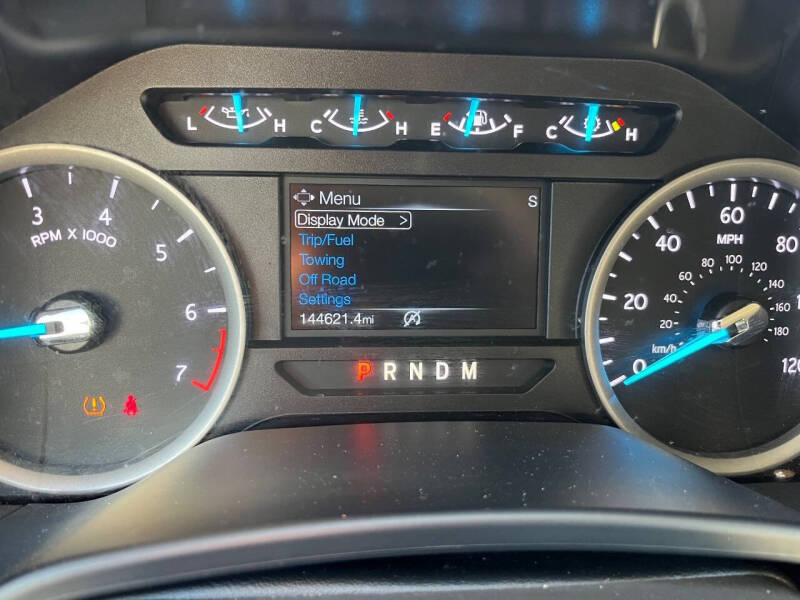 L H C H E F C H
Menu S
Display Mode >
Trip/Fuel
Towing
Off Road
Settings
144621.4mi
P R N D M
3 4 5 6 7
RPM X 1000
0 20 40 60 80 120
MPH
20 40 60 80 100 120 140 160 180
km/h